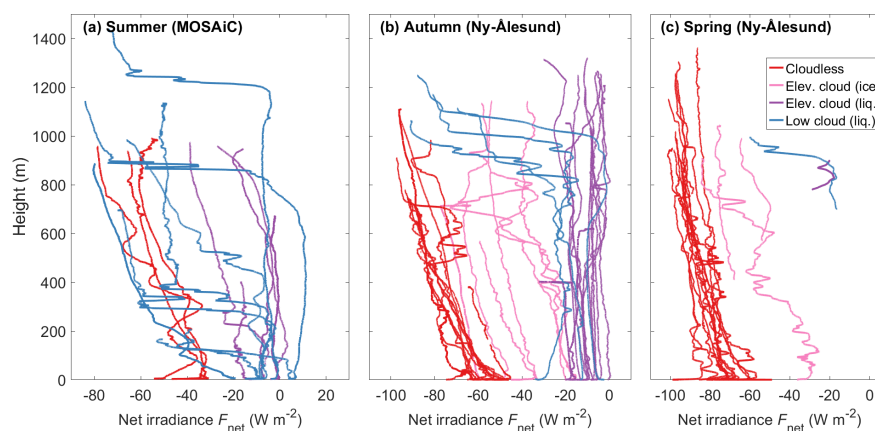 (a) Summer (MOSAiC)
(b) Autumn (Ny-Ålesund)
(c) Spring (Ny-Ålesund)
Cloudless
Elev. cloud (ice
Elev. cloud (liq.
Low cloud (liq.)
Height (m)
1400
1200
1000
800
600
400
200
0
-80 -60 -40 -20 0 20
-100 -80 -60 -40 -20 0
-100 -80 -60 -40 -20
Net irradiance Fnet (W m-2)
Net irradiance Fnet (W m-2)
Net irradiance Fnet (W m-2)